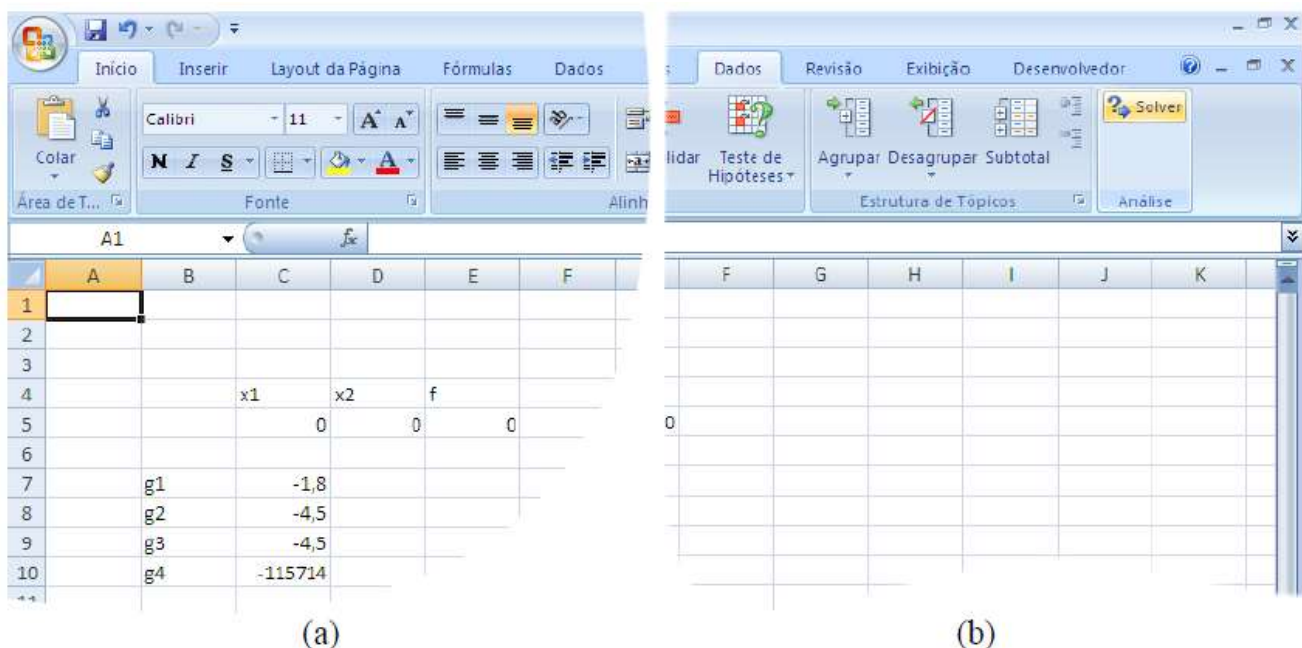 Início Inserir Layout da Página Fórmulas Dados
Colar
Calibri 11 A A
N I S A
Área de T... Fonte Alinh
A1 fx
A B C D E F
1
2
3
4 x1 x2 f
5 0 0 0
6
7 g1 -1,8
8 g2 -4,5
9 g3 -4,5
10 g4 -115714
(a)
s Dados Revisão Exibição Desenvolvedor
lidar Teste de Hipóteses Agrupar Desagrupar Subtotal Solver
Estrutura de Tópicos Análise
F G H I J K
0
(b)